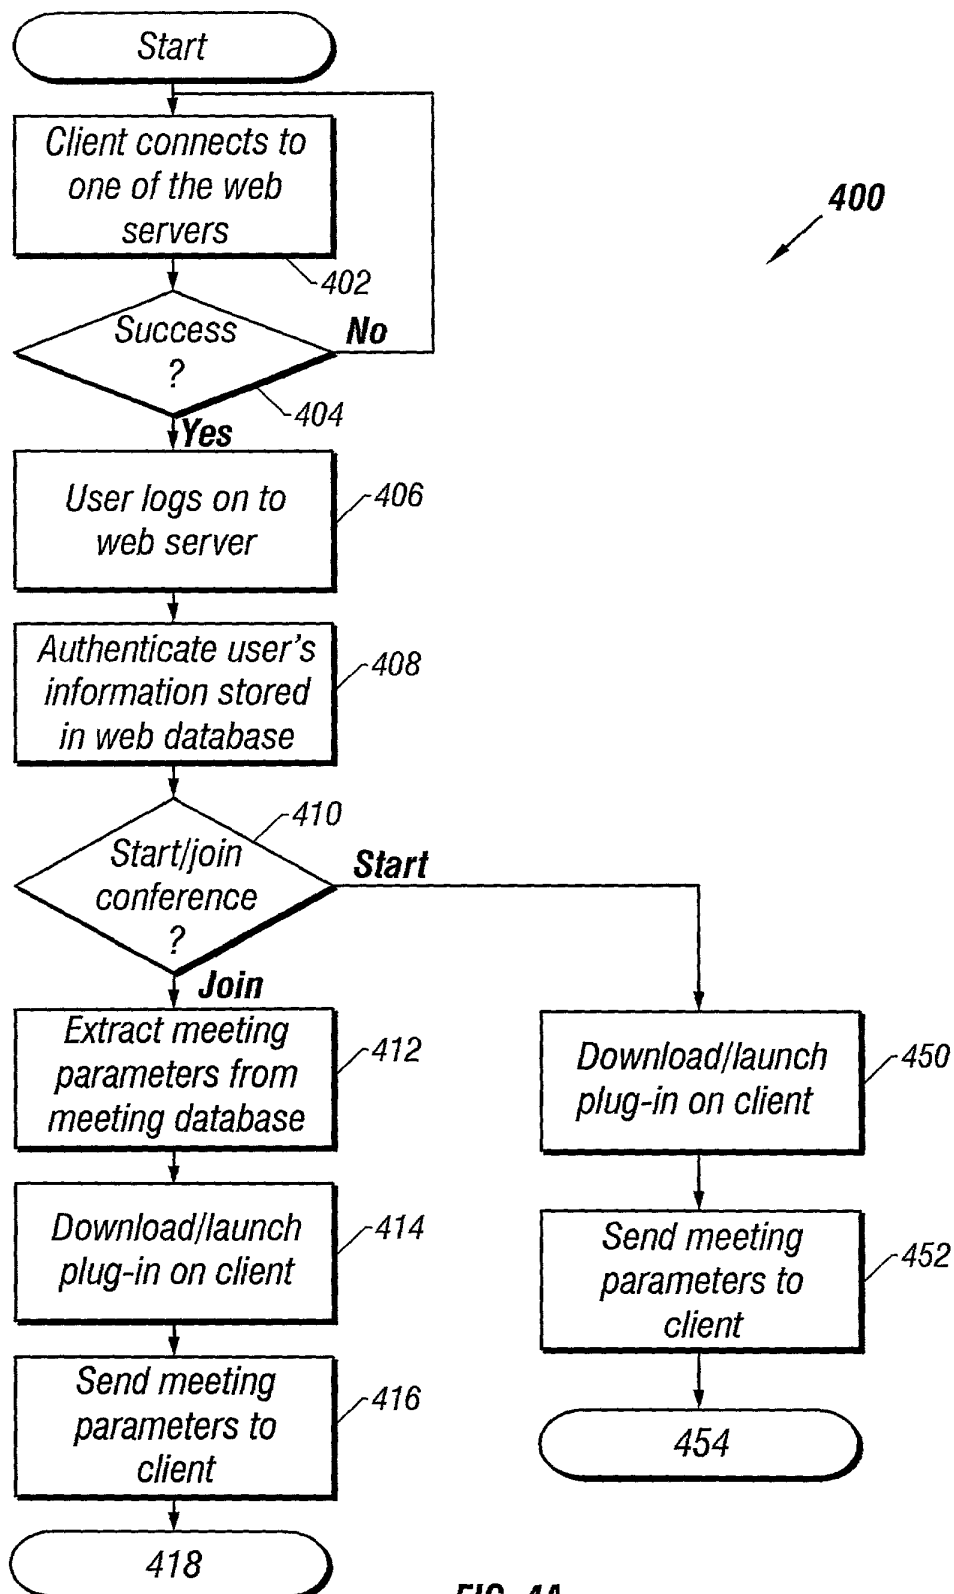 Start
Client connects to
one of the web
servers
400
402
Success
?
No
404
Yes
User logs on to
web server
406
Authenticate user's
information stored
in web database
408
410
Start/join
conference
?
Start
Join
Extract meeting
parameters from
meeting database
412
Download/launch
plug-in on client
414
Send meeting
parameters to
client
416
418
Download/launch
plug-in on client
450
Send meeting
parameters to
client
452
454
FIG. 4A